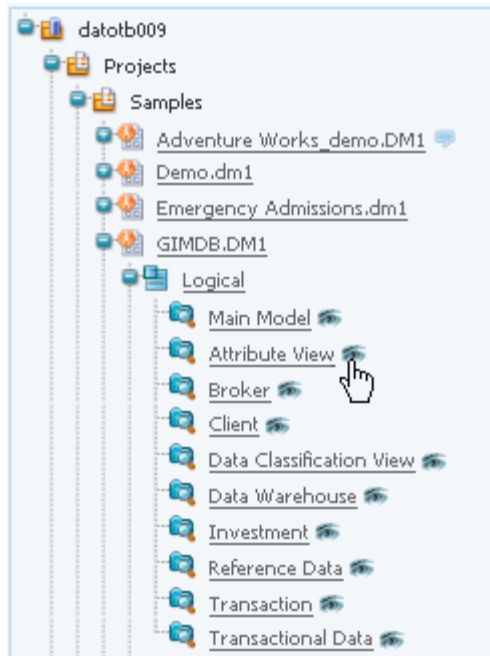 datotb009
Projects
Samples
Adventure Works_demo.DM1
Demo.dm1
Emergency Admissions.dm1
GIMDB.DM1
Logical
Main Model
Attribute View
Broker
Client
Data Classification View
Data Warehouse
Investment
Reference Data
Transaction
Transactional Data